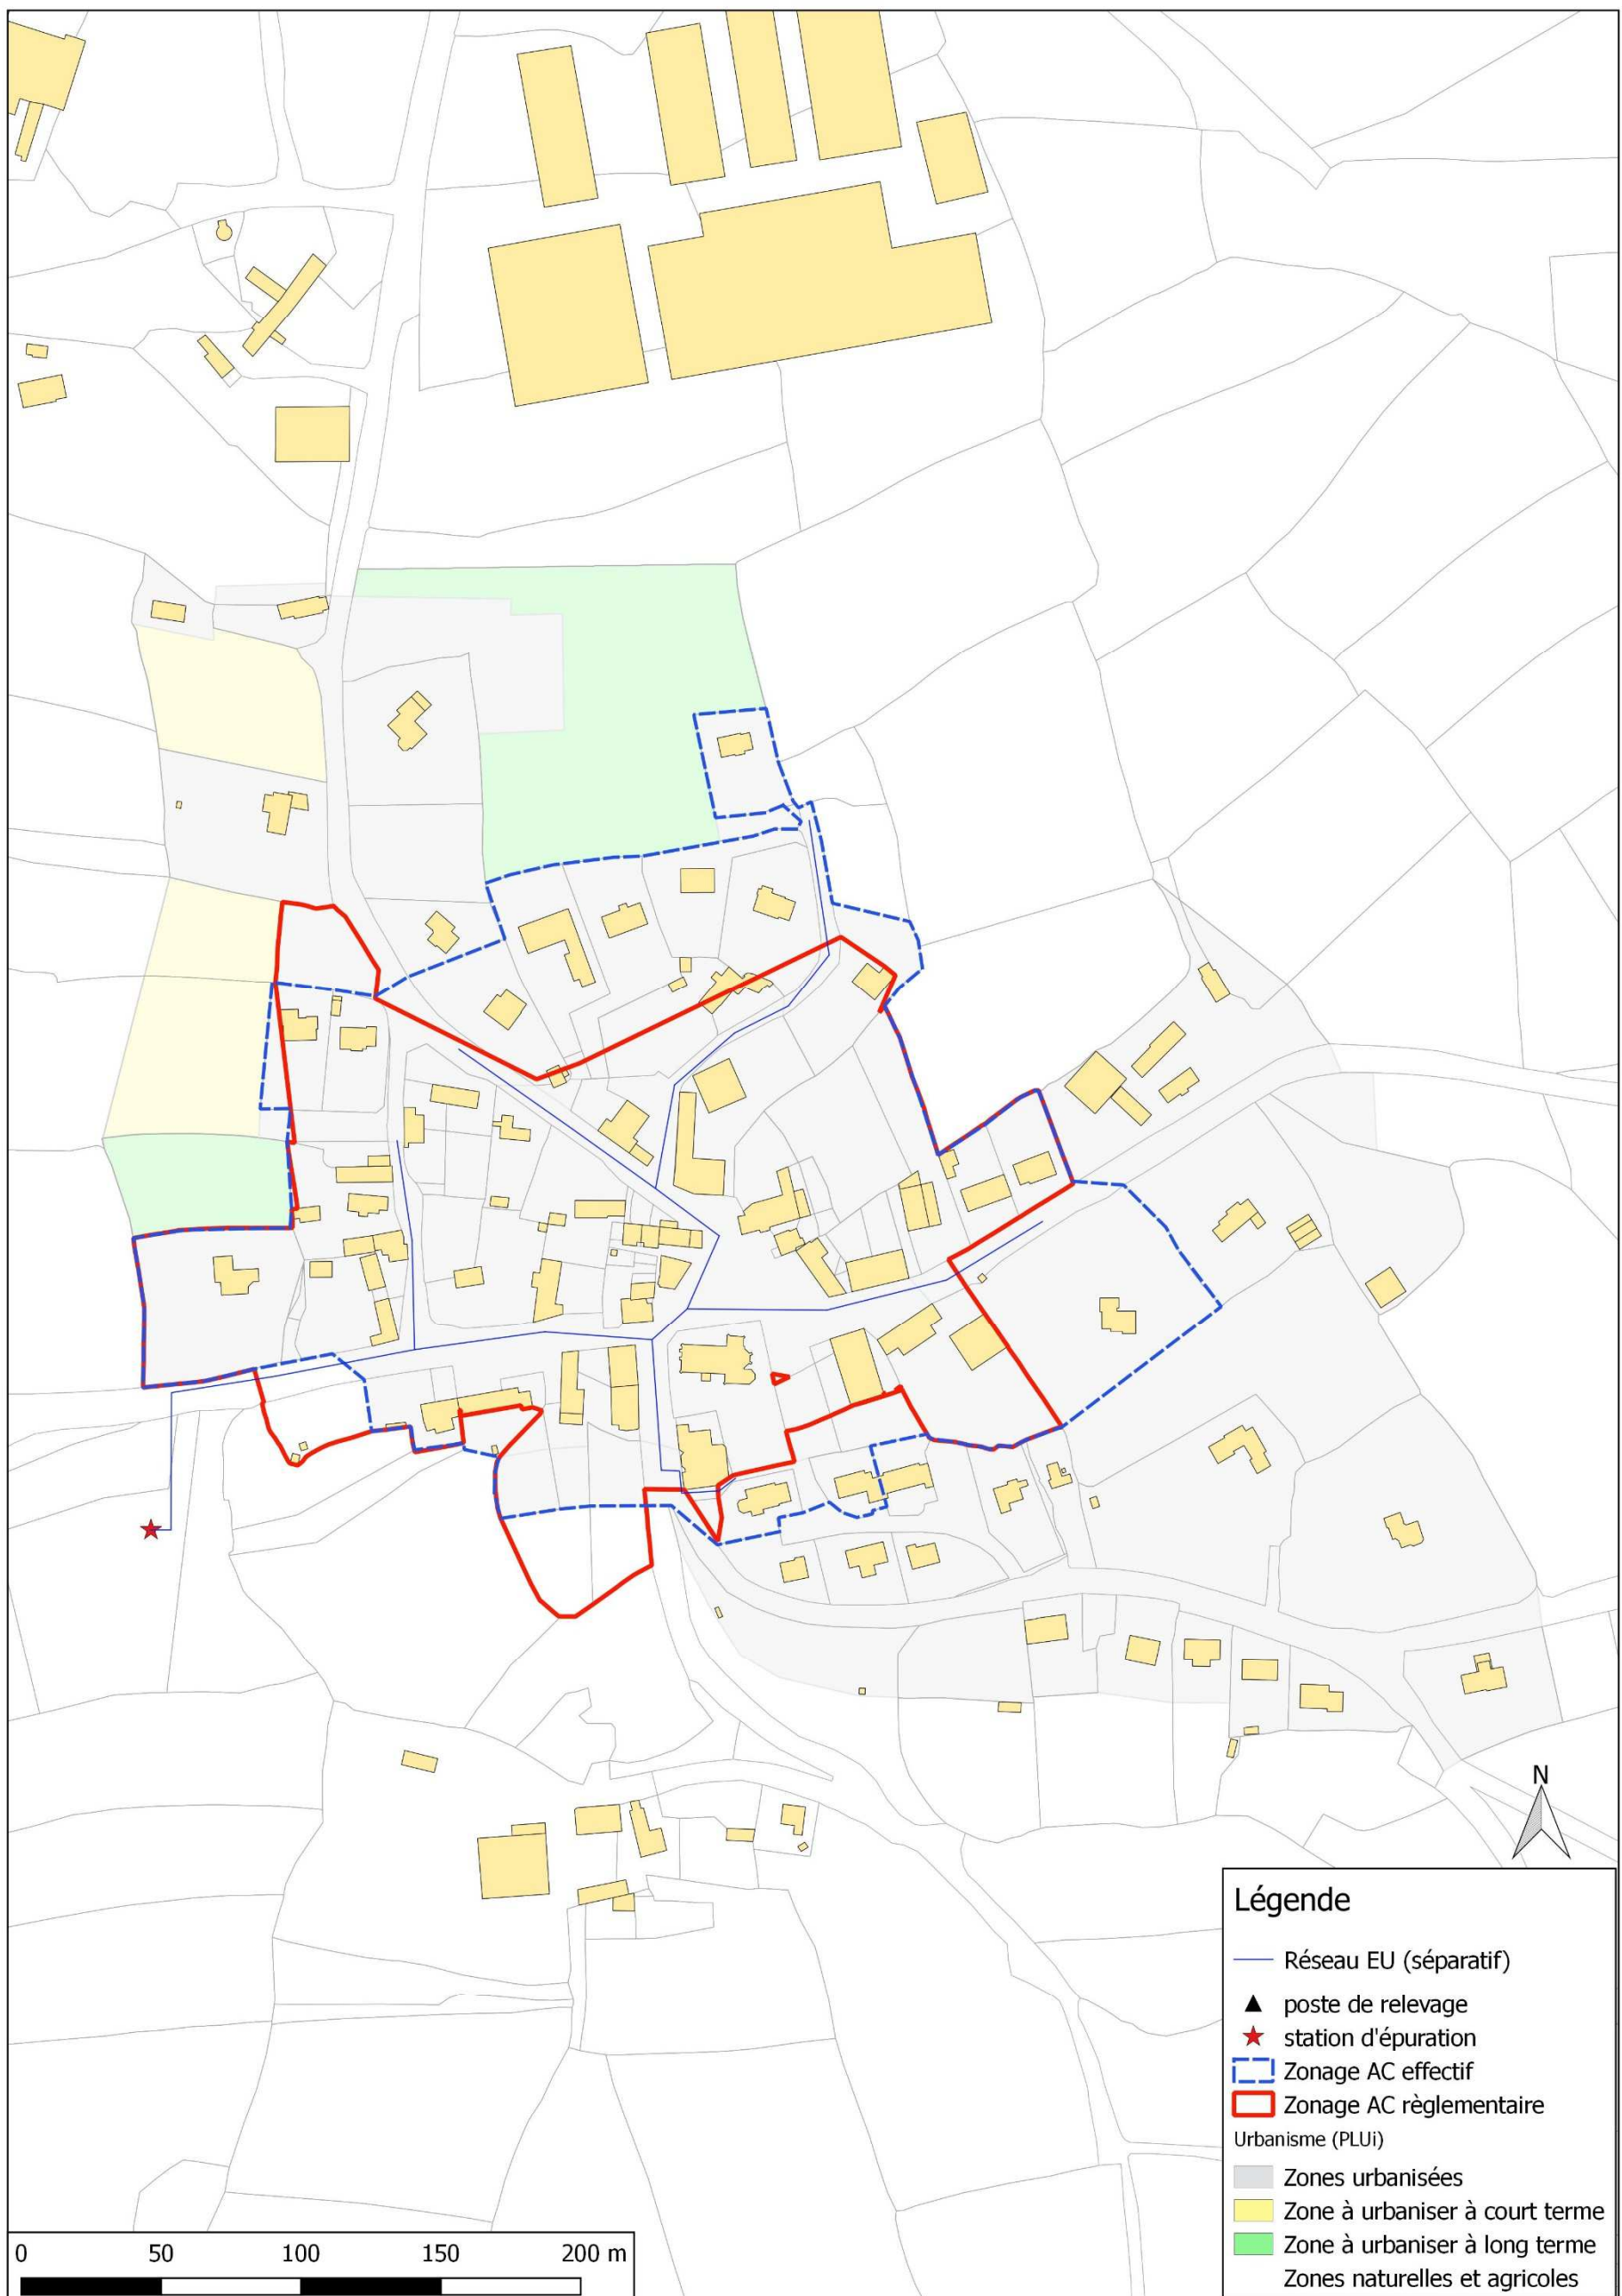 N
Légende
Réseau EU (séparatif)
poste de relevage
station d'épuration
Zonage AC effectif
Zonage AC règlementaire
Urbanisme (PLUi)
Zones urbanisées
Zone à urbaniser à court terme
Zone à urbaniser à long terme
Zones naturelles et agricoles
0 50 100 150 200 m